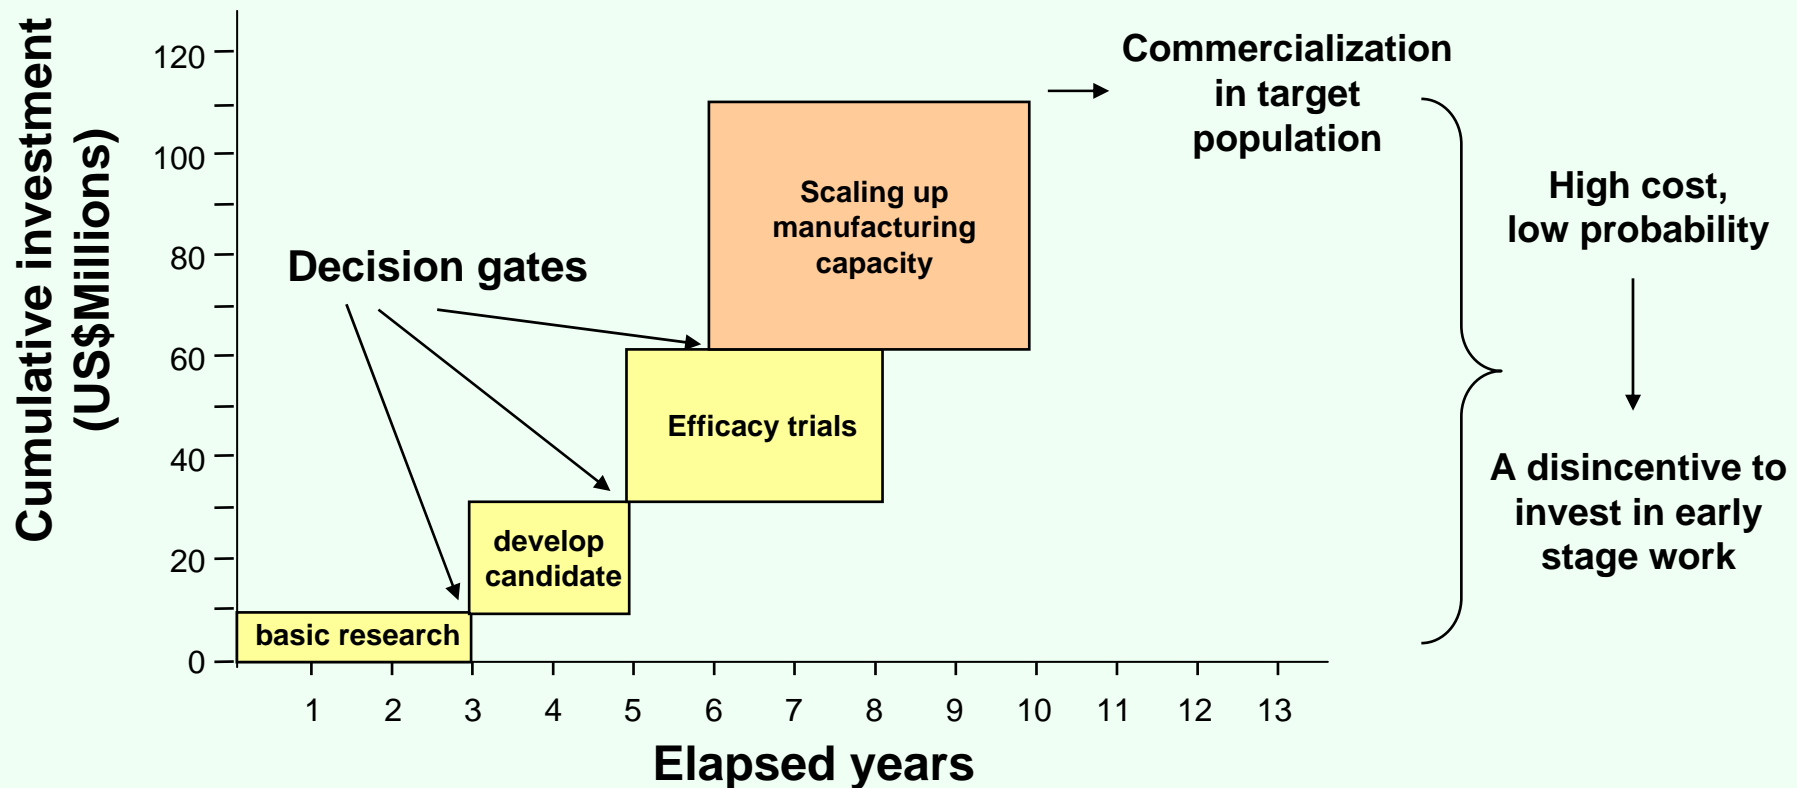 Cumulative investment
(US$Millions)
120
100
80
60
40
20
0
Decision gates
basic research
develop
candidate
Efficacy trials
Scaling up
manufacturing
capacity
Commercialization
in target
population
High cost,
low probability
A disincentive to
invest in early
stage work
1 2 3 4 5 6 7 8 9 10 11 12 13
Elapsed years